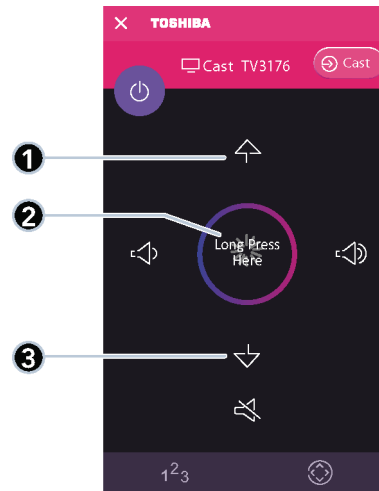 TOSHIBA
Cast TV3176
Cast
1
2
Long Press
Here
3
123